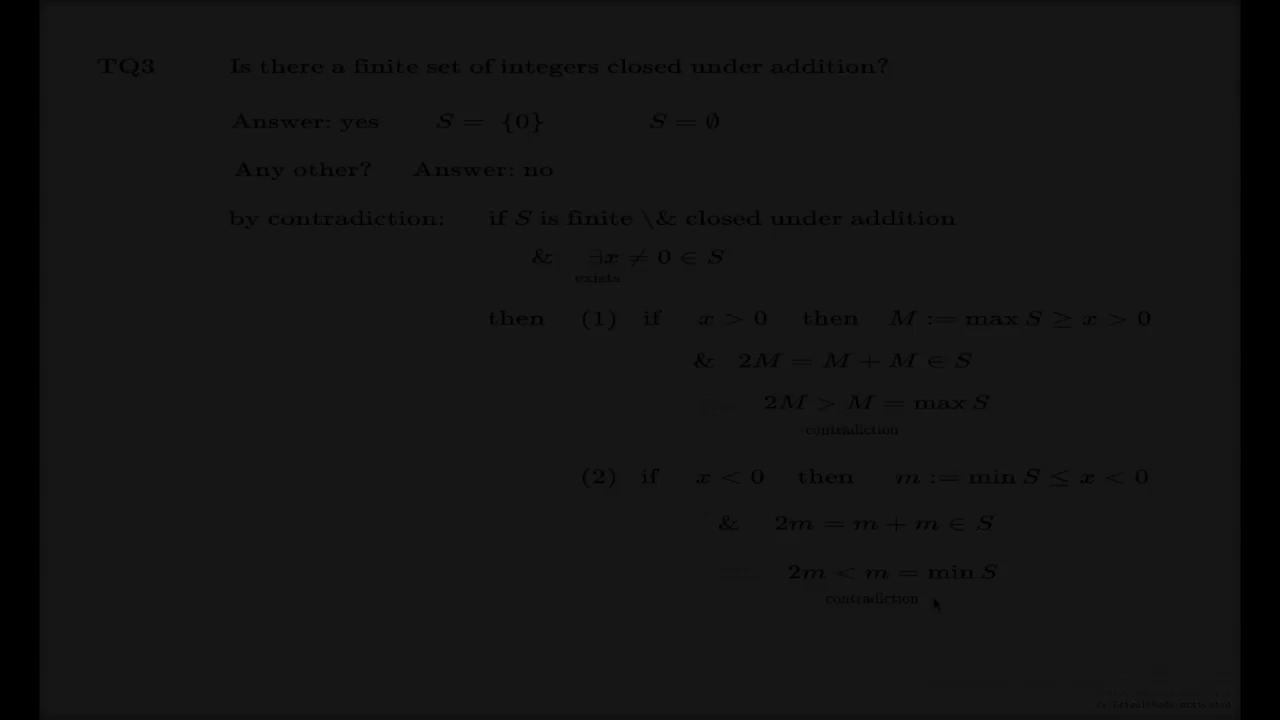 TQ3 Is there a finite set of integers closed under addition?
Answer: yes S = {0} S = ∅
Any other? Answer: no
by contradiction: if S is finite \& closed under addition
& ∃x ≠ 0 ∈ S
exists
then (1) if x > 0 then M := max S ≥ x > 0
& 2M = M + M ∈ S
2M > M = max S
contradiction
(2) if x < 0 then m := min S ≤ x < 0
& 2m = m + m ∈ S
2m < m = min S
contradiction